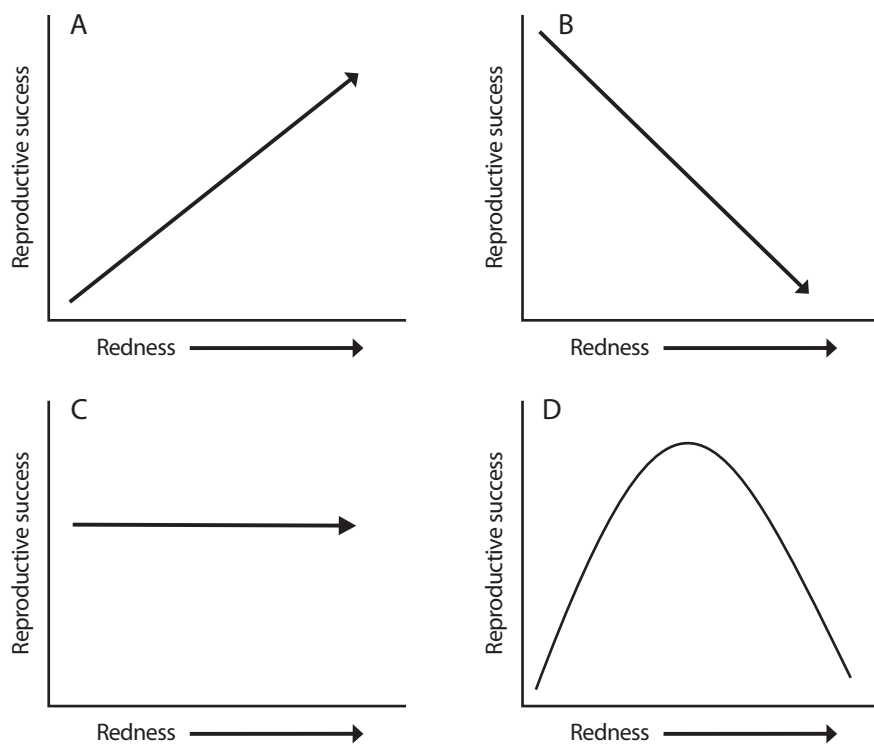 A
Reproductive success
Redness
B
Reproductive success
Redness
C
Reproductive success
Redness
D
Reproductive success
Redness